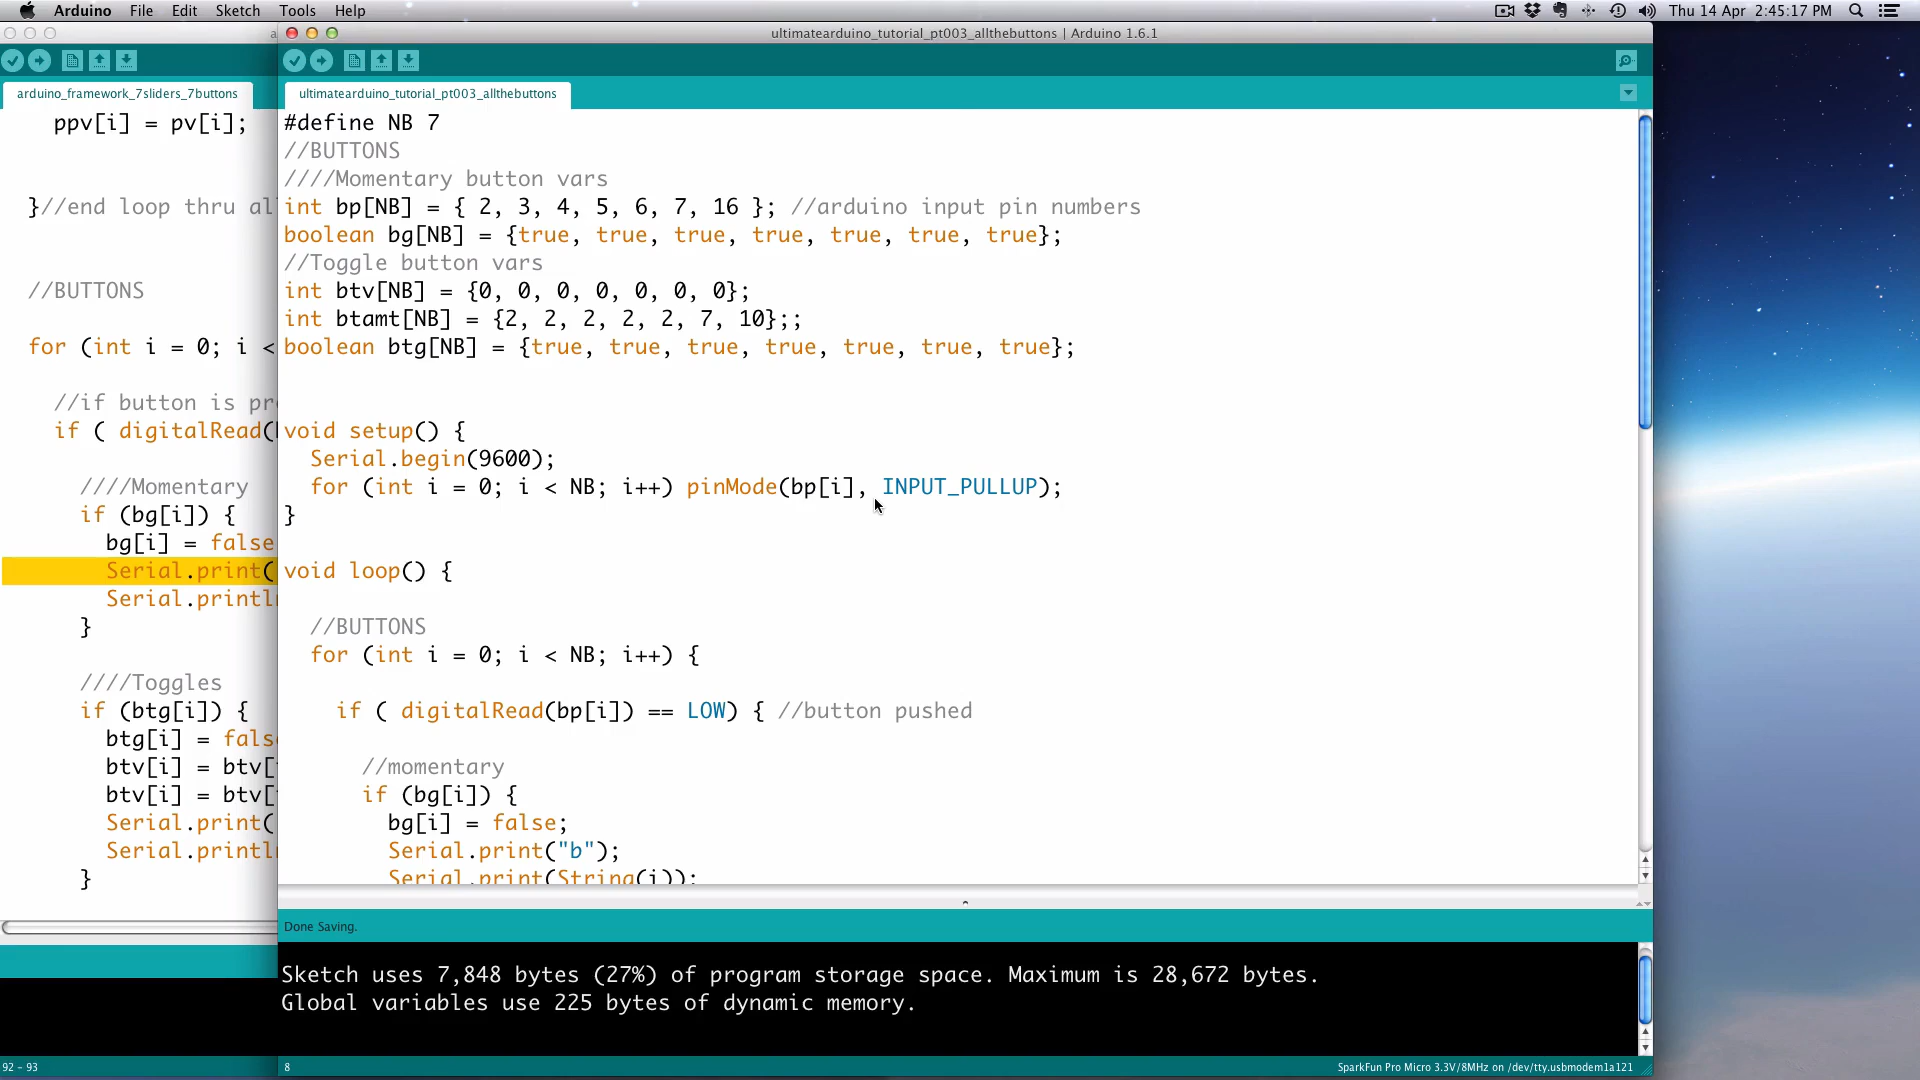 Arduino File Edit Sketch Tools Help Thu 14 Apr 2:45:17 PM
a
ultimatearduino_tutorial_pt003_allthebuttons | Arduino 1.6.1
arduino_framework_7sliders_7buttons
ppv[i] = pv[i];
}//end loop thru al
//BUTTONS
for (int i = 0; i <
//if button is pr
if ( digitalRead(
////Momentary
if (bg[i]) {
bg[i] = false
Serial.print(
Serial.println
}
////Toggles
if (btg[i]) {
btg[i] = fals
btv[i] = btv[
btv[i] = btv[
Serial.print(
Serial.println
}
92 - 93
ultimatearduino_tutorial_pt003_allthebuttons
#define NB 7
//BUTTONS
////Momentary button vars
int bp[NB] = { 2, 3, 4, 5, 6, 7, 16 }; //arduino input pin numbers
boolean bg[NB] = {true, true, true, true, true, true, true};
//Toggle button vars
int btv[NB] = {0, 0, 0, 0, 0, 0, 0};
int btamt[NB] = {2, 2, 2, 2, 2, 7, 10};;
boolean btg[NB] = {true, true, true, true, true, true, true};
void setup() {
Serial.begin(9600);
for (int i = 0; i < NB; i++) pinMode(bp[i], INPUT_PULLUP);
}
void loop() {
//BUTTONS
for (int i = 0; i < NB; i++) {
if ( digitalRead(bp[i]) == LOW) { //button pushed
//momentary
if (bg[i]) {
bg[i] = false;
Serial.print("b");
Serial.print(String(i));
Done Saving.
Sketch uses 7,848 bytes (27%) of program storage space. Maximum is 28,672 bytes.
Global variables use 225 bytes of dynamic memory.
8
SparkFun Pro Micro 3.3V/8MHz on /dev/tty.usbmodem1a121